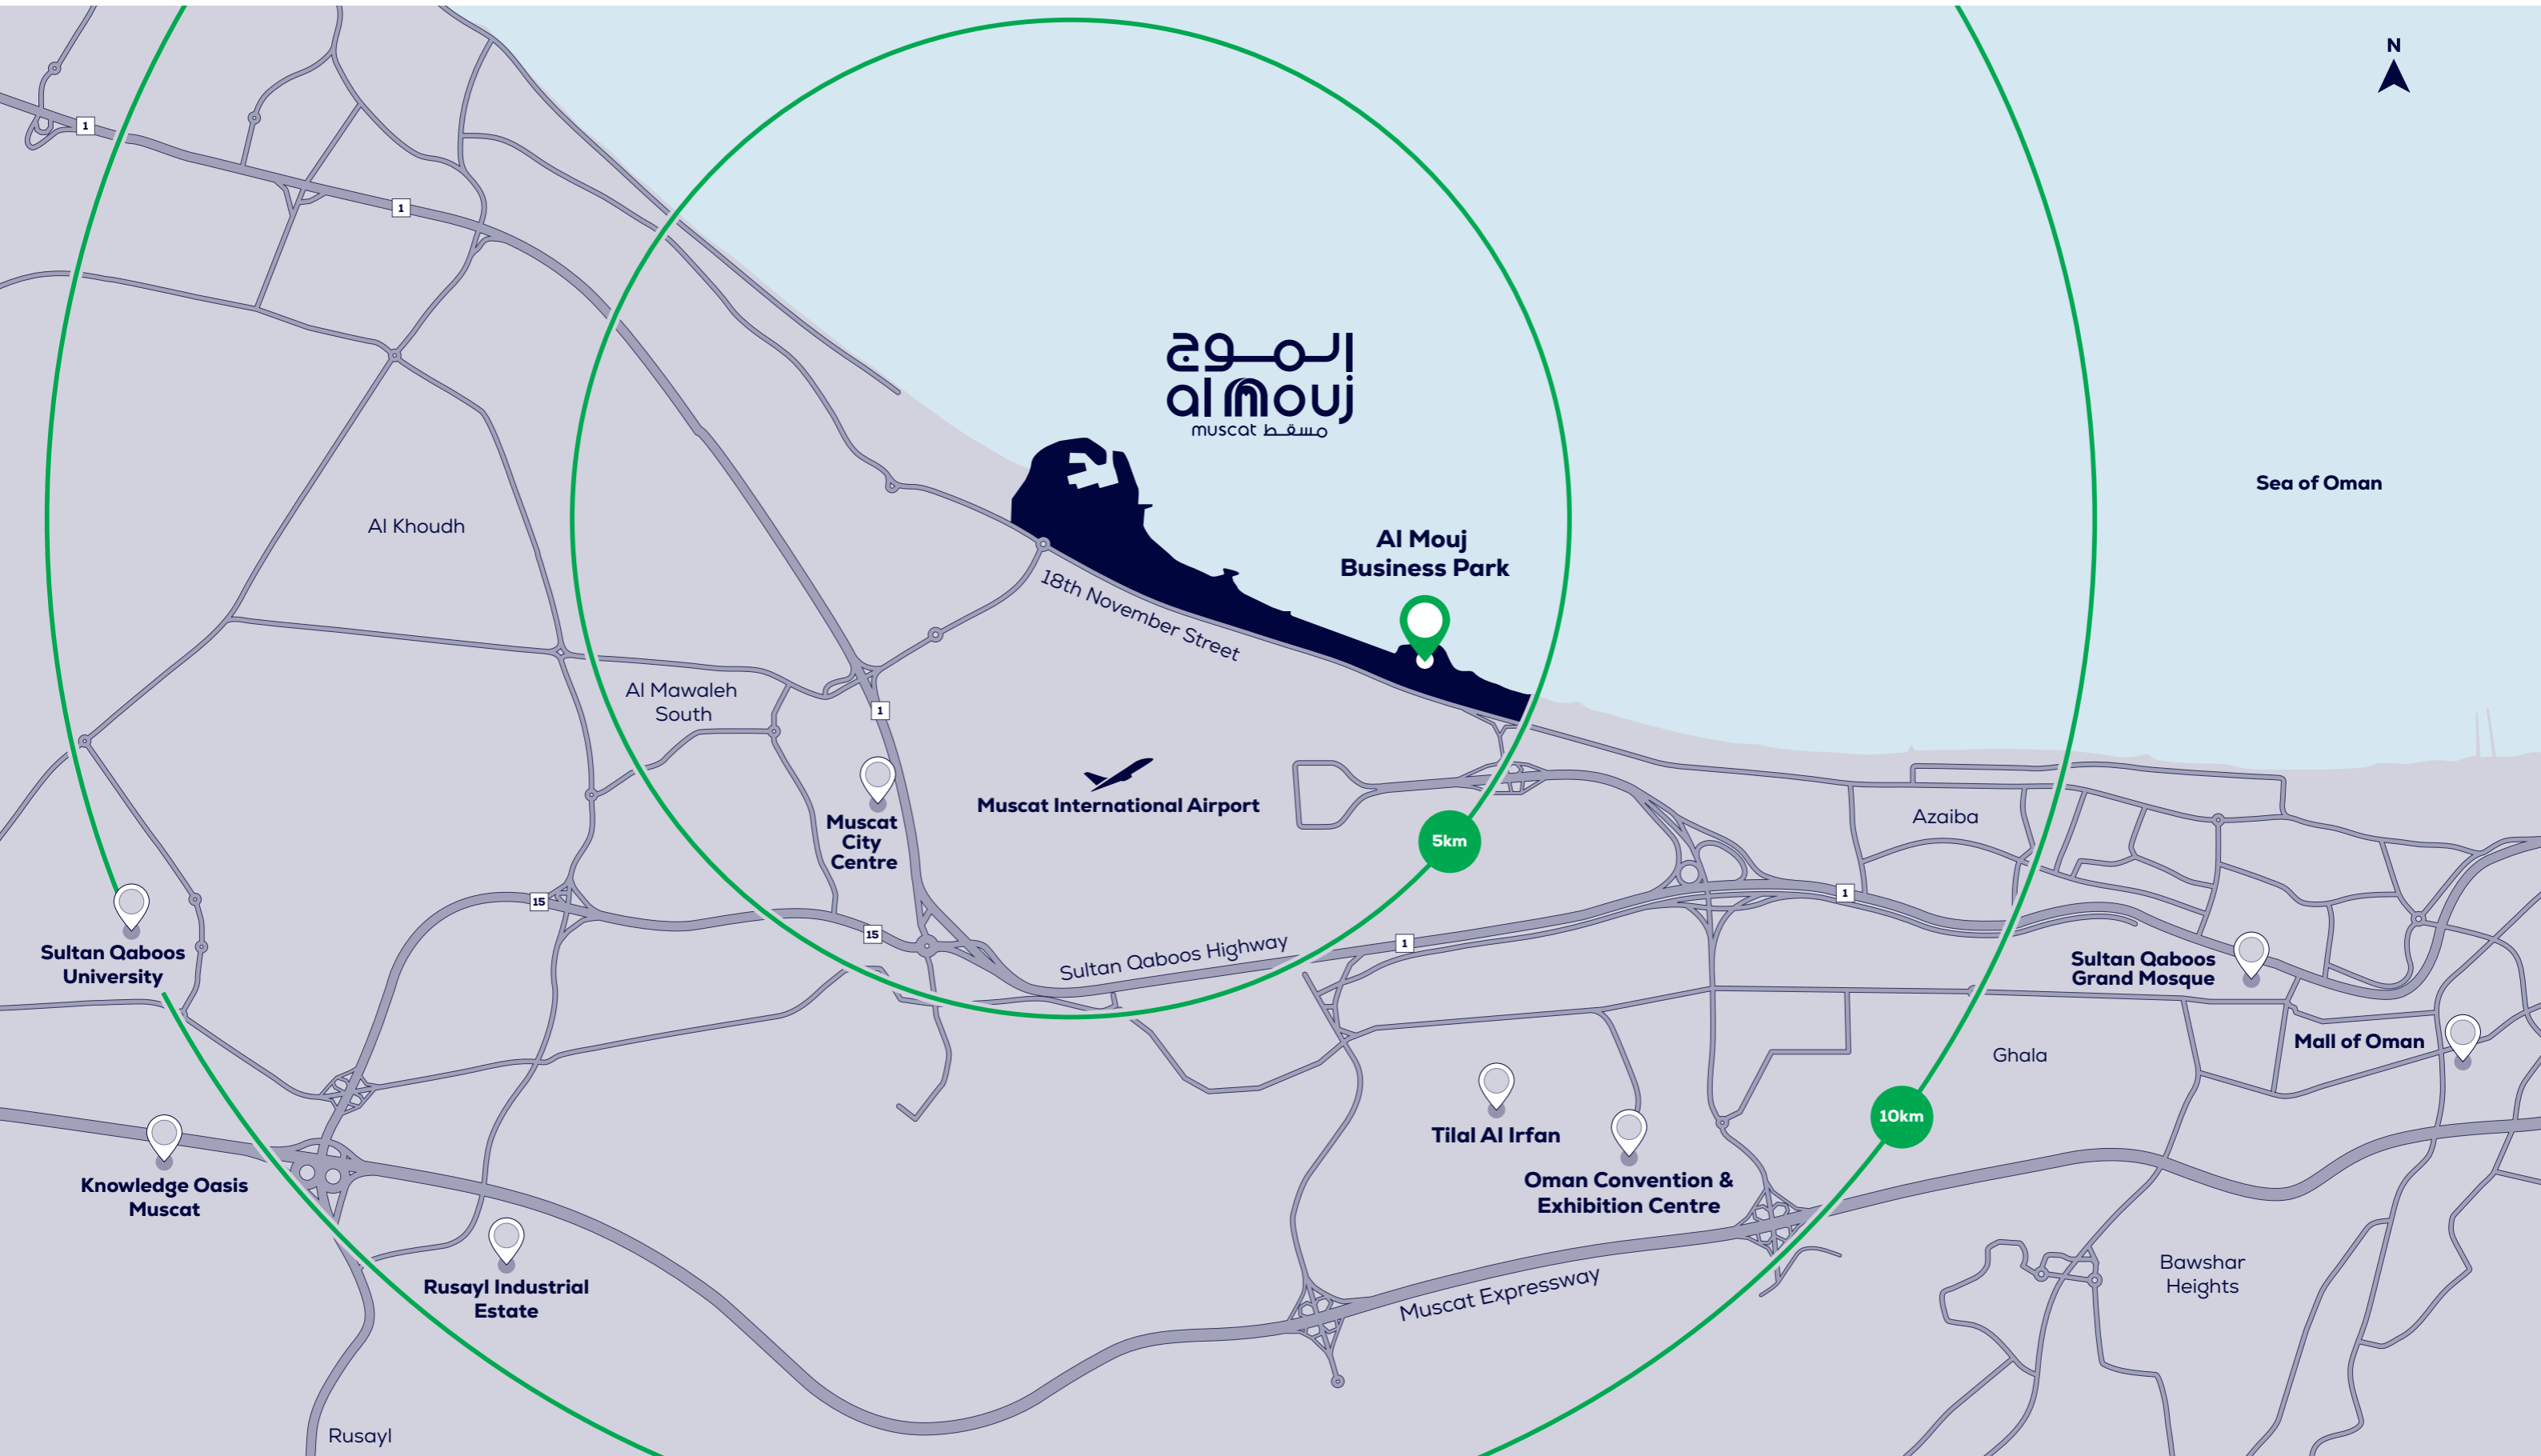 N
1
1
الموج
al mouj
muscat مسقط
Sea of Oman
Al Khoudh
Al Mouj
Business Park
18th November Street
Al Mawaleh
South
1
Muscat International Airport
Muscat
City
Centre
5km
Azaiba
15
1
15
1
Sultan Qaboos Highway
Sultan Qaboos
University
Sultan Qaboos
Grand Mosque
Mall of Oman
Ghala
10km
Tilal Al Irfan
Oman Convention &
Exhibition Centre
Knowledge Oasis
Muscat
Rusayl Industrial
Estate
Muscat Expressway
Bawshar
Heights
Rusayl